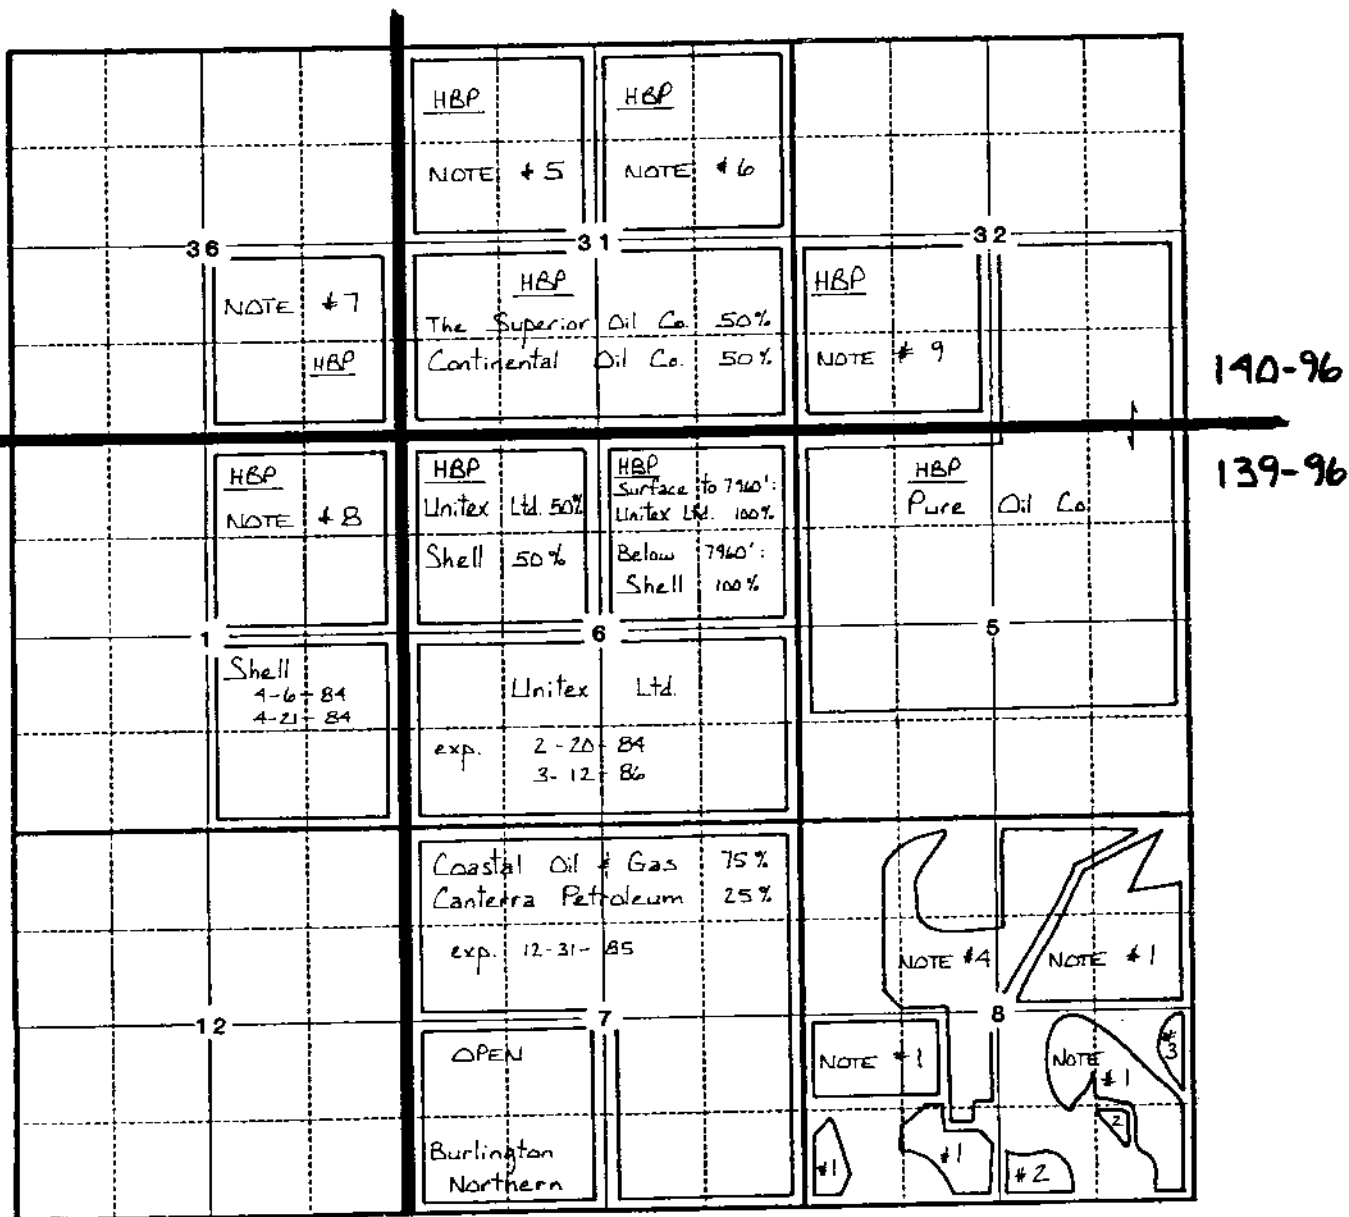 HBP
NOTE #5
HBP
NOTE #6
36
31
32
NOTE #7
HBP
HBP
The Superior Oil Co. 50%
Continental Oil Co. 50%
HBP
NOTE # 9
140-96
139-96
HBP
NOTE #8
HBP
Unitex Ltd. 50%
Shell 50%
HBP
Surface to 7960':
Unitex Ltd. 100%
Below 7960':
Shell 100%
HBP
Pure Oil Co
1
6
5
Shell
4-6-84
4-21-84
Unitex Ltd.
exp. 2-20-84
3-12-86
Coastal Oil & Gas 75%
Canterra Petroleum 25%
exp. 12-31-85
NOTE #4
NOTE #1
12
7
8
OPEN
Burlington
Northern
NOTE #1
NOTE
#1
#3
2
#1
#1
#2